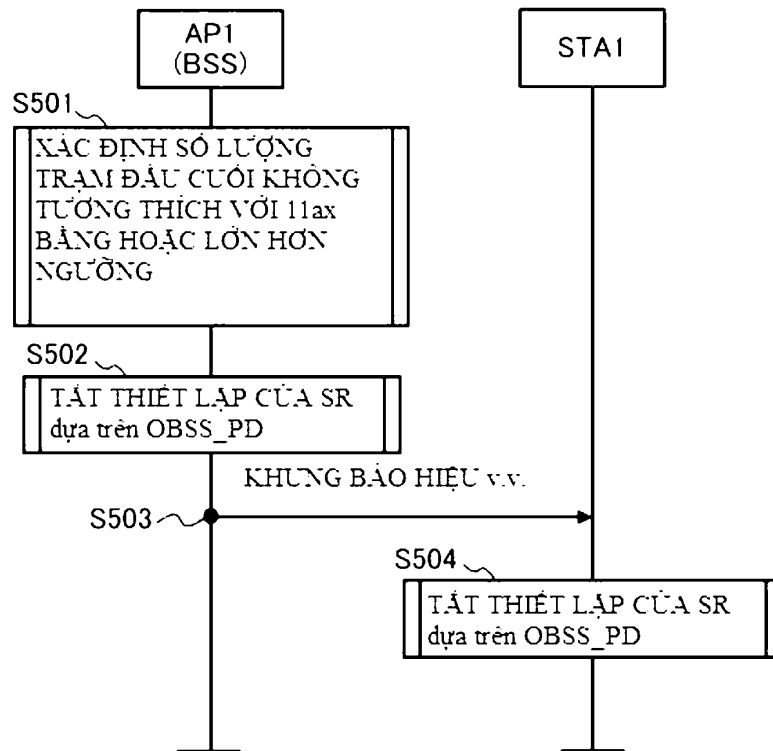 AP1
(BSS)
STA1
S501
XÁC ĐỊNH SỐ LƯỢNG
TRẠM ĐẦU CUỐI KHÔNG
TƯƠNG THÍCH VỚI 11ax
BẰNG HOẶC LỚN HƠN
NGƯỠNG
S502
TẮT THIẾT LẬP CỦA SR
dựa trên OBSS_PD
KHUNG BÁO HIỆU v.v.
S503
S504
TẮT THIẾT LẬP CỦA SR
dựa trên OBSS_PD